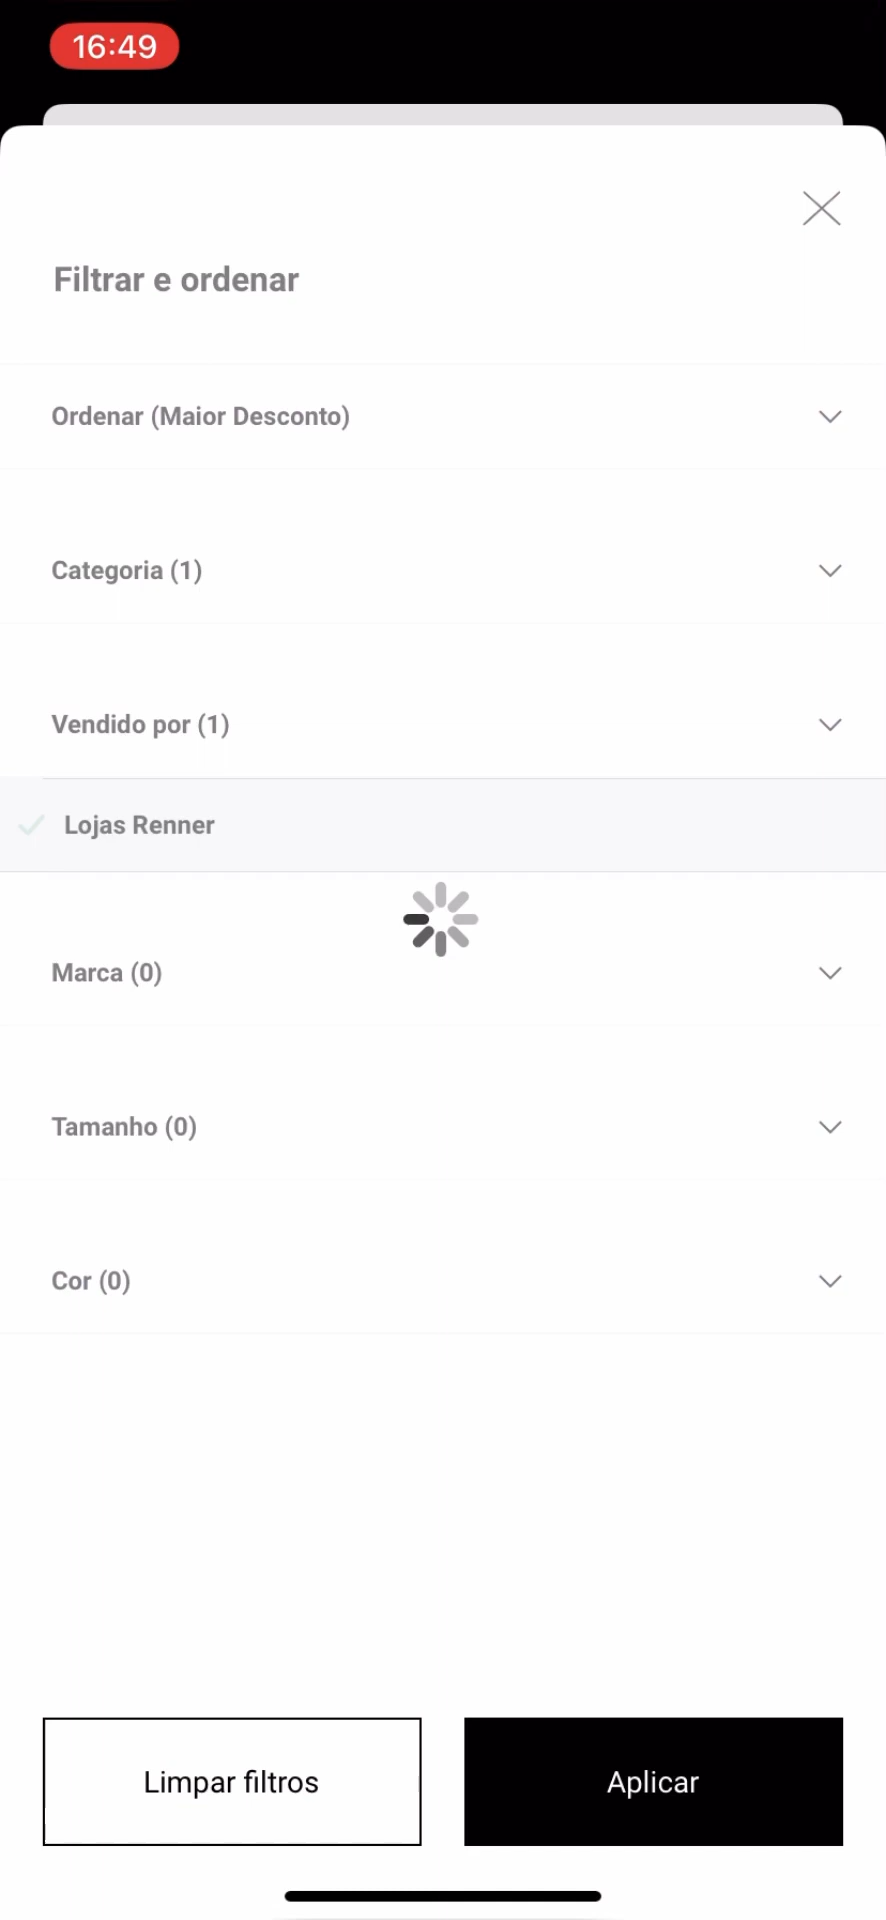 16:49
Filtrar e ordenar
Ordenar (Maior Desconto)
Categoria (1)
Vendido por (1)
Lojas Renner
Marca (0)
Tamanho (0)
Cor (0)
Limpar filtros
Aplicar